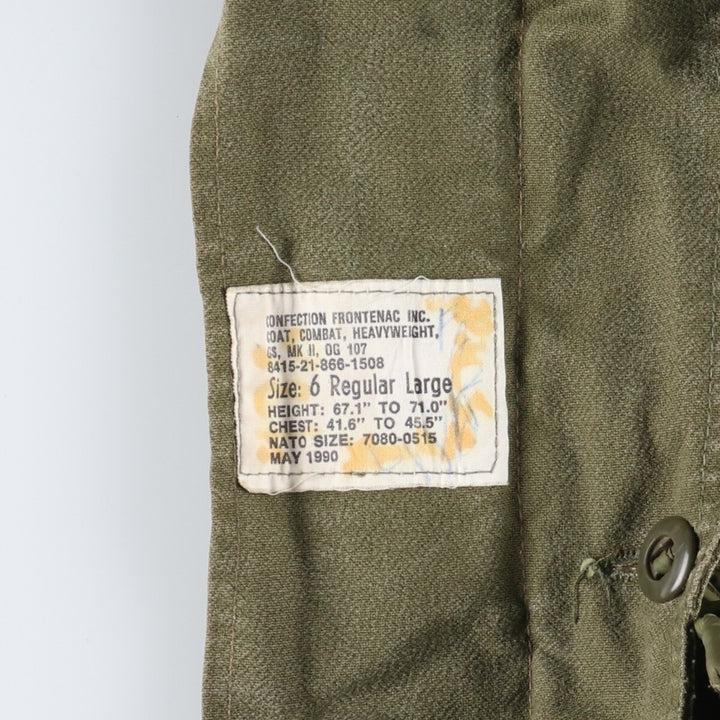 CONFECTION FRONTENAC INC.
COAT, COMBAT, HEAVYWEIGHT,
GS, MK II, OG 107
8415-21-866-1508
Size: 6 Regular Large
HEIGHT: 67.1" TO 71.0"
CHEST: 41.6" TO 45.5"
NATO SIZE: 7080-0515
MAY 1990